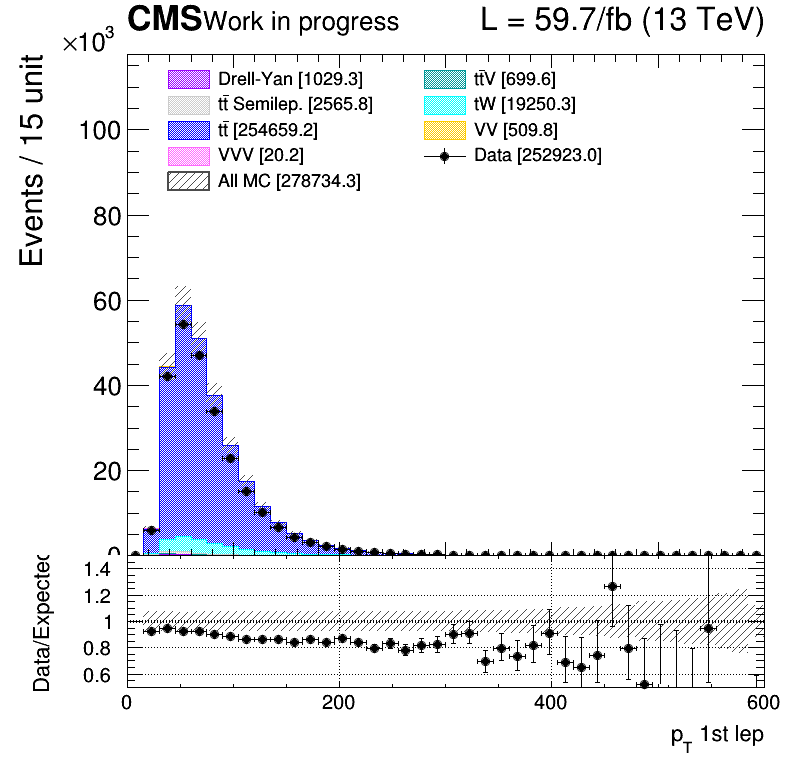 CMS Work in progress L = 59.7/fb (13 TeV)
×10³
Events / 15 unit
Drell-Yan [1029.3]
tt̄ Semilep. [2565.8]
tt̄ [254659.2]
VVV [20.2]
All MC [278734.3]
tt̄V [699.6]
tW [19250.3]
VV [509.8]
Data [252923.0]
100
80
60
40
20
0
Data/Expected
1.4
1.2
1
0.8
0.6
0 200 400 600
p_T 1st lep